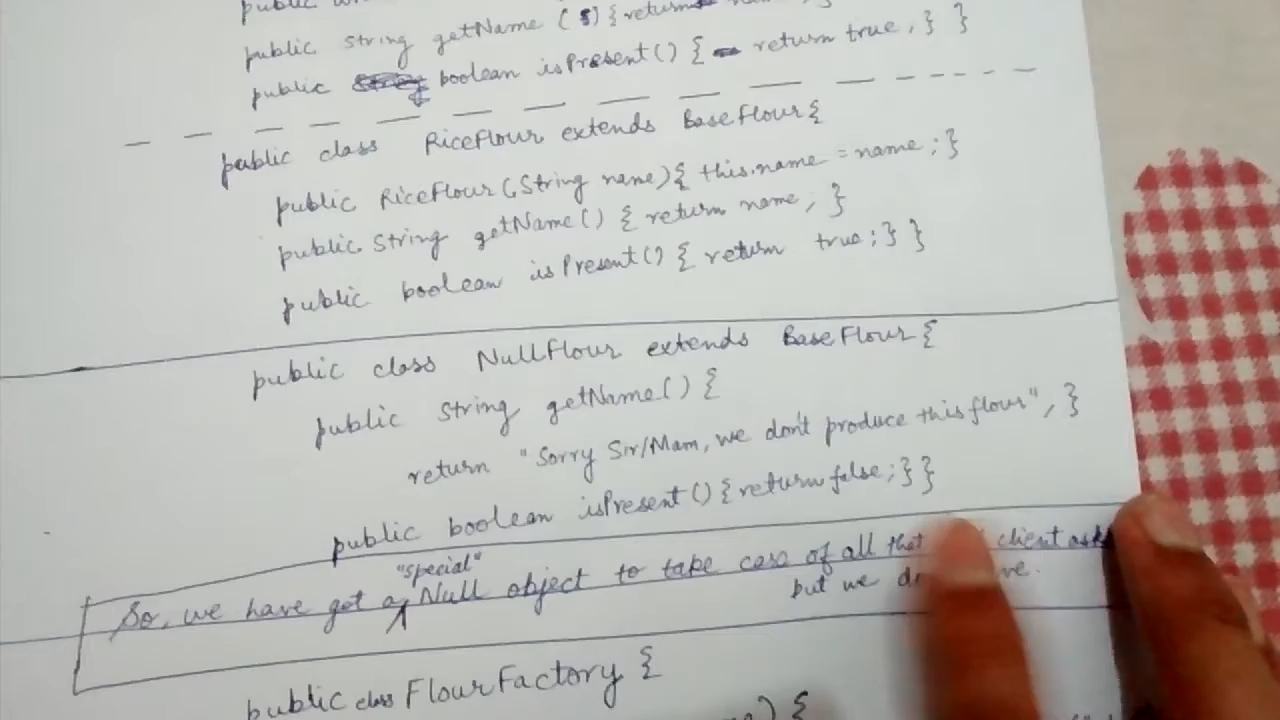 public
public String getName (s) {return
public boolean isPresent() { return true, } }
public class RiceFlour extends BaseFlour {
public RiceFlour (String name) { this.name = name; }
public String getName() { return name, }
public boolean isPresent() { return true; } }
public class NullFlour extends BaseFlour {
public String getName() {
return "Sorry Sir/Mam, we don't produce this flour", }
public boolean isPresent() { return false; } }
"special"
So, we have got a Null object to take care of all that client ask
but we
public class FlourFactory {
) {